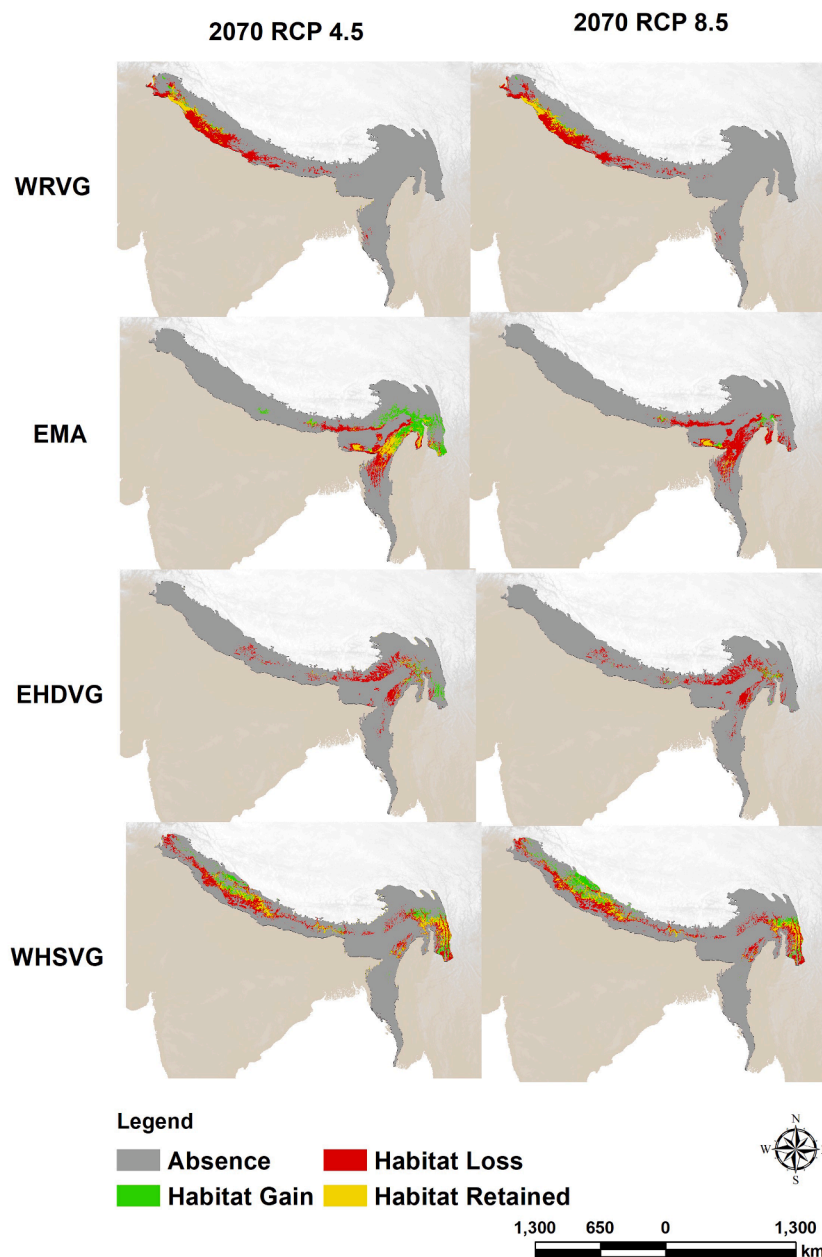 2070 RCP 4.5 2070 RCP 8.5
WRVG
EMA
EHDVG
WHSVG
Legend
Absence Habitat Loss
Habitat Gain Habitat Retained
N
W
S
1,300 650 0 1,300
km